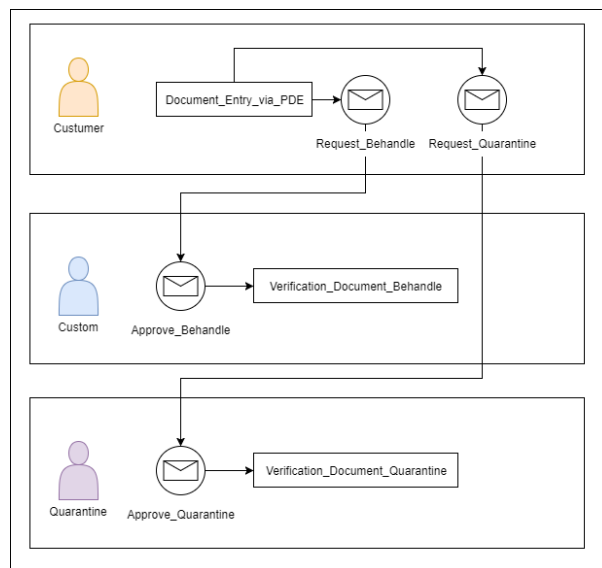 Document_Entry_via_PDE
Custumer
Request_Behandle
Request_Quarantine
Verification_Document_Behandle
Custom
Approve_Behandle
Verification_Document_Quarantine
Quarantine
Approve_Quarantine